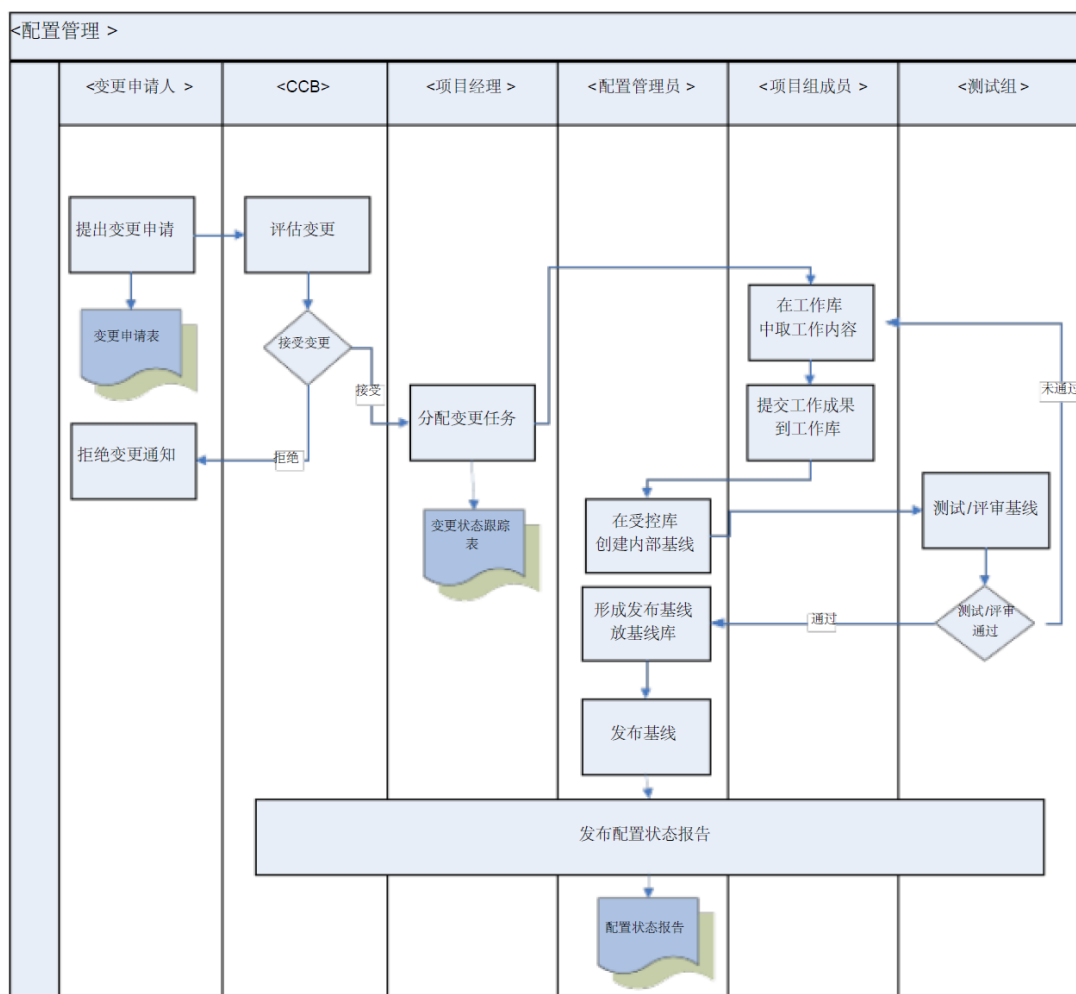 <配置管理 >
<变更申请人 >
<CCB>
<项目经理 >
<配置管理员 >
<项目组成员 >
<测试组 >
提出变更申请
评估变更
变更申请表
接受变更
接受
拒绝
拒绝变更通知
分配变更任务
变更状态跟踪
表
在工作库
中取工作内容
提交工作成果
到工作库
在受控库
创建内部基线
测试/评审基线
测试/评审
通过
未通过
通过
形成发布基线
放基线库
发布基线
发布配置状态报告
配置状态报告